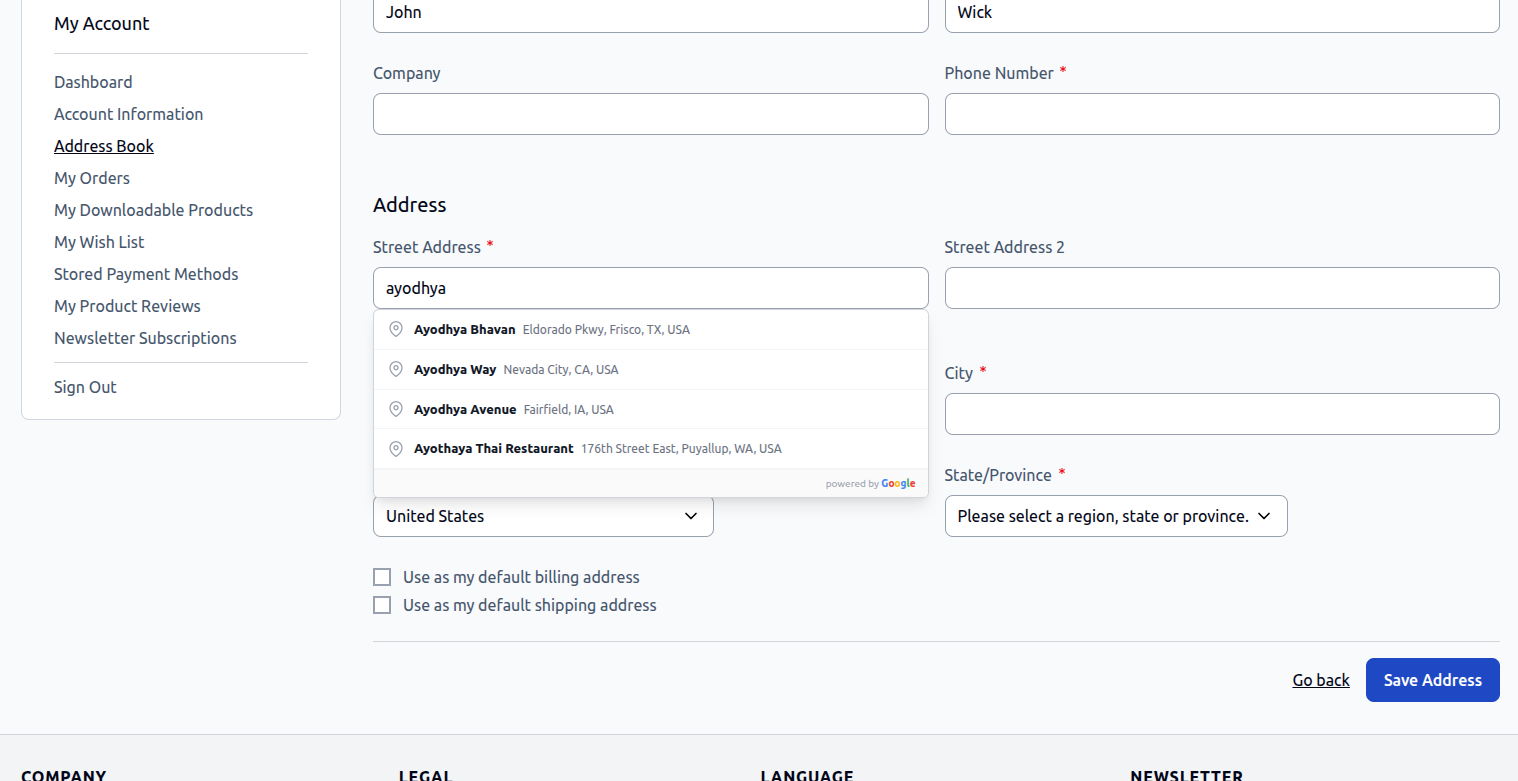 My Account
Dashboard
Account Information
Address Book
My Orders
My Downloadable Products
My Wish List
Stored Payment Methods
My Product Reviews
Newsletter Subscriptions
Sign Out
John
Wick
Company
Phone Number *
Address
Street Address *
Street Address 2
ayodhya
Ayodhya Bhavan Eldorado Pkwy, Frisco, TX, USA
Ayodhya Way Nevada City, CA, USA
Ayodhya Avenue Fairfield, IA, USA
Ayothaya Thai Restaurant 176th Street East, Puyallup, WA, USA
powered by Google
City *
State/Province *
United States
Please select a region, state or province.
Use as my default billing address
Use as my default shipping address
Go back
Save Address
COMPANY
LEGAL
LANGUAGE
NEWSLETTER